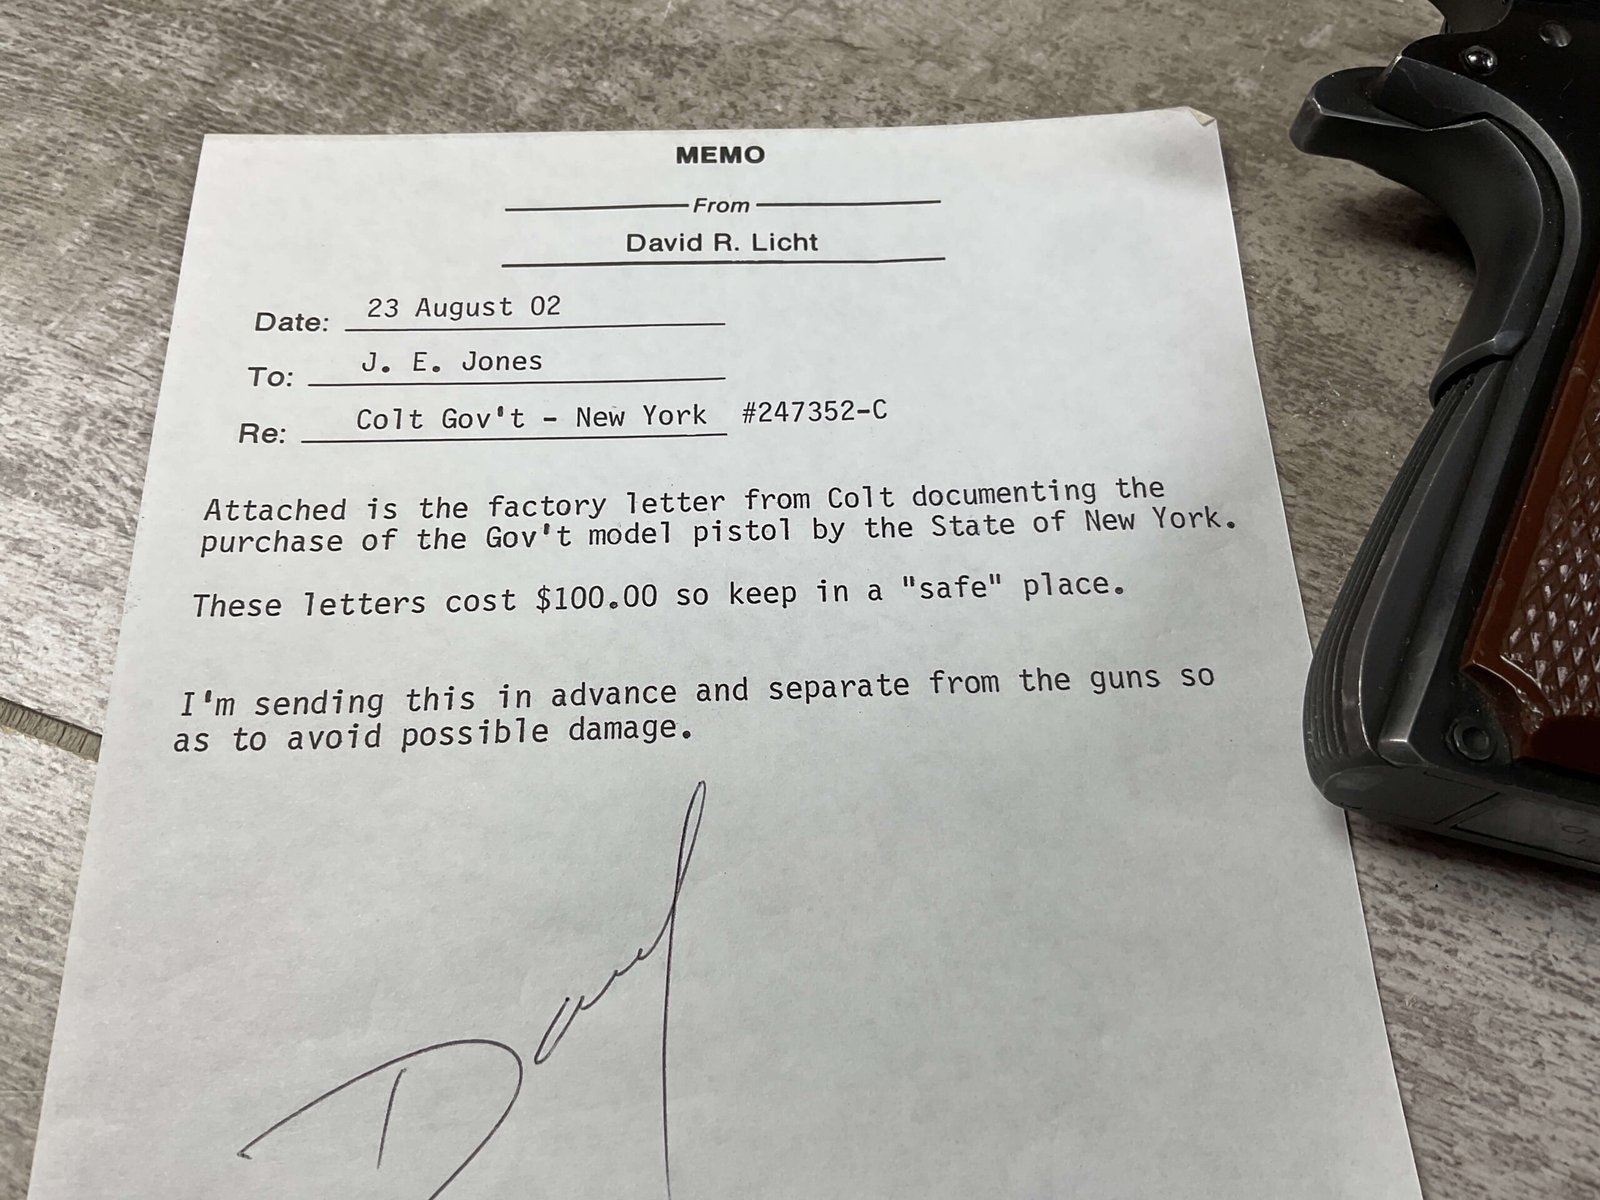 MEMO
From
David R. Licht
Date: 23 August 02
To: J. E. Jones
Re: Colt Gov't - New York #247352-C
Attached is the factory letter from Colt documenting the
purchase of the Gov't model pistol by the State of New York.
These letters cost $100.00 so keep in a "safe" place.
I'm sending this in advance and separate from the guns so
as to avoid possible damage.
David